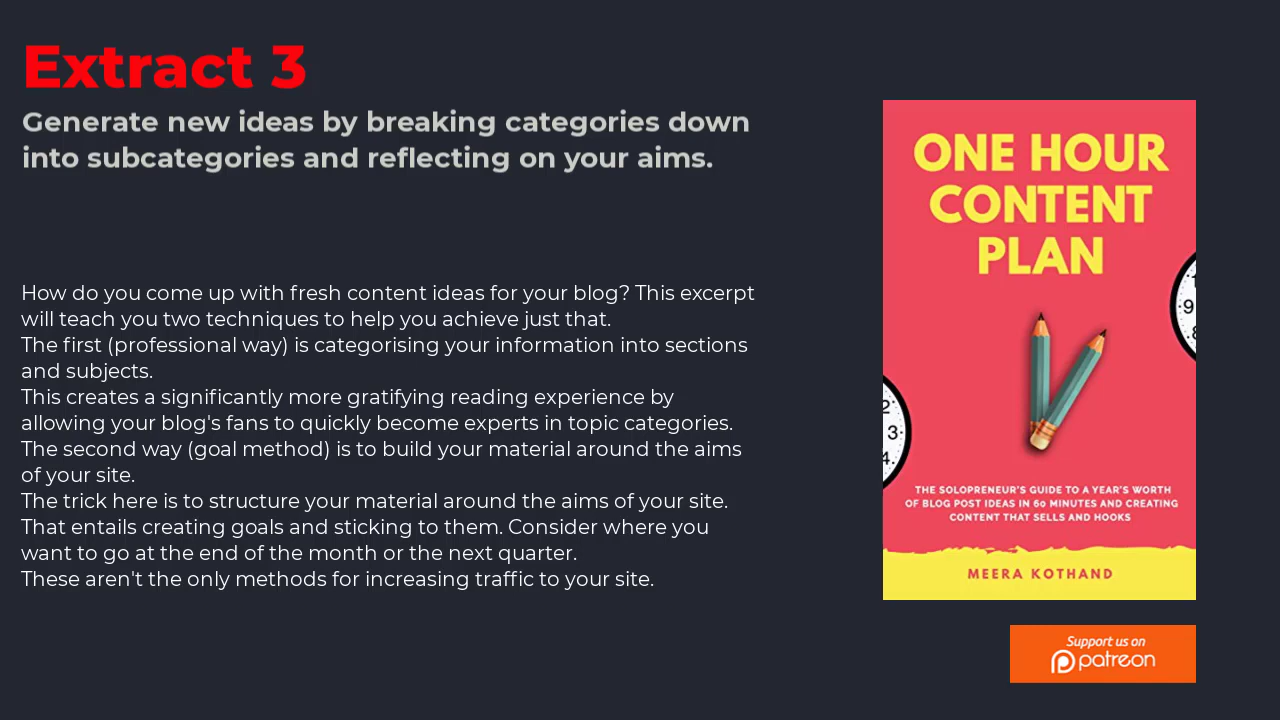 Extract 3
Generate new ideas by breaking categories down
into subcategories and reflecting on your aims.
How do you come up with fresh content ideas for your blog? This excerpt
will teach you two techniques to help you achieve just that.
The first (professional way) is categorising your information into sections
and subjects.
This creates a significantly more gratifying reading experience by
allowing your blog's fans to quickly become experts in topic categories.
The second way (goal method) is to build your material around the aims
of your site.
The trick here is to structure your material around the aims of your site.
That entails creating goals and sticking to them. Consider where you
want to go at the end of the month or the next quarter.
These aren't the only methods for increasing traffic to your site.
ONE HOUR
CONTENT
PLAN
9
8
2
3
4
THE SOLOPRENEUR'S GUIDE TO A YEAR'S WORTH
OF BLOG POST IDEAS IN 60 MINUTES AND CREATING
CONTENT THAT SELLS AND HOOKS
MEERA KOTHAND
Support us on
patreon